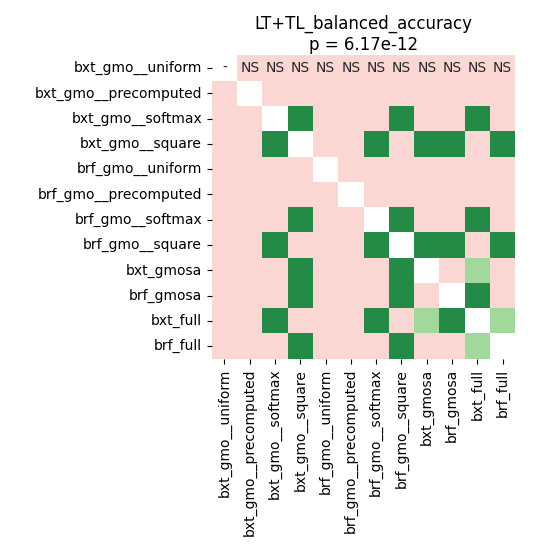 LT+TL_balanced_accuracy
p = 6.17e-12
bxt_gmo__uniform - NS NS NS NS NS NS NS NS NS NS NS
bxt_gmo__precomputed
bxt_gmo__softmax
bxt_gmo__square
brf_gmo__uniform
brf_gmo__precomputed
brf_gmo__softmax
brf_gmo__square
bxt_gmosa
brf_gmosa
bxt_full
brf_full
bxt_gmo__uniform
bxt_gmo__precomputed
bxt_gmo__softmax
bxt_gmo__square
brf_gmo__uniform
brf_gmo__precomputed
brf_gmo__softmax
brf_gmo__square
bxt_gmosa
brf_gmosa
bxt_full
brf_full